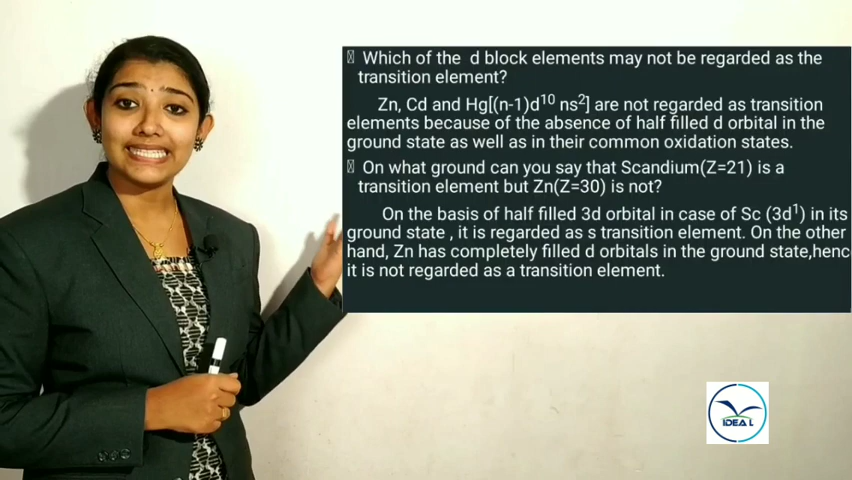 Which of the d block elements may not be regarded as the
transition element?
Zn, Cd and Hg[(n-1)d¹⁰ ns²] are not regarded as transition
elements because of the absence of half filled d orbital in the
ground state as well as in their common oxidation states.
On what ground can you say that Scandium(Z=21) is a
transition element but Zn(Z=30) is not?
On the basis of half filled 3d orbital in case of Sc (3d¹) in its
ground state , it is regarded as s transition element. On the other
hand, Zn has completely filled d orbitals in the ground state,henc
it is not regarded as a transition element.
IDEAL